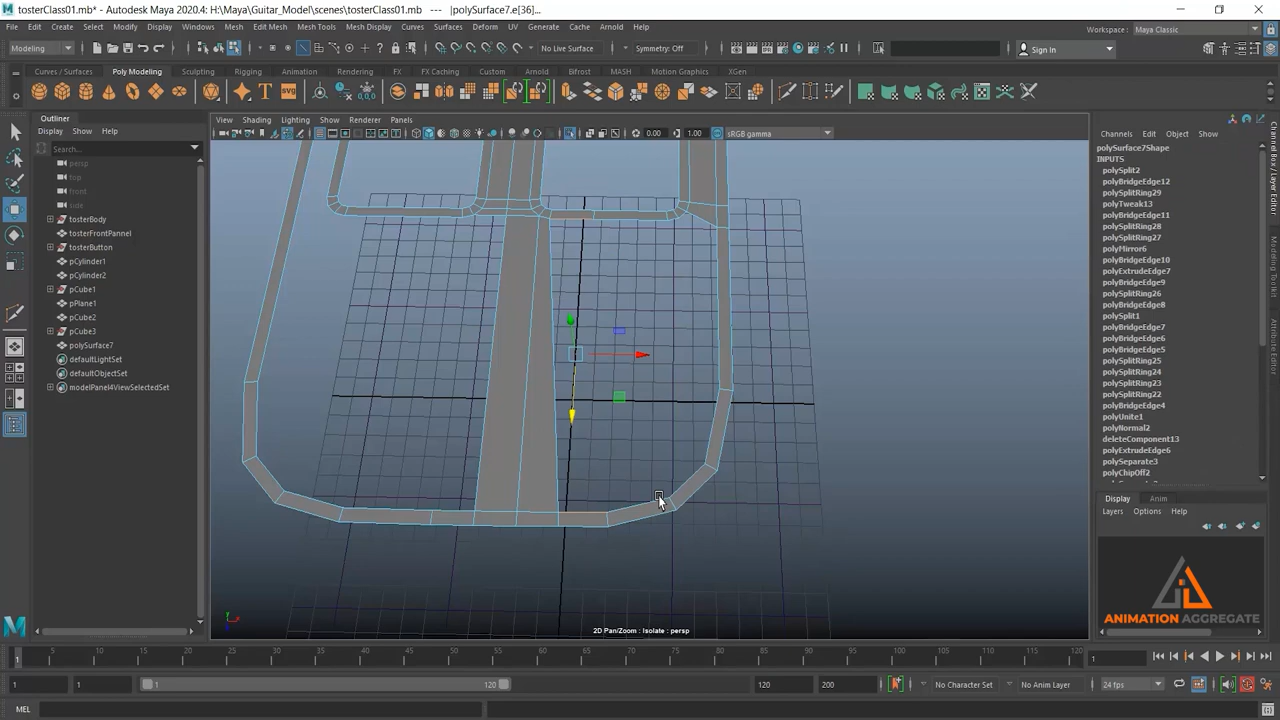 tosterClass01.mb* - Autodesk Maya 2020.4: H:\Maya\Guitar_Model\scenes\tosterClass01.mb --- |polySurface7.e[36]...
File Edit Create Select Modify Display Windows Mesh Edit Mesh Mesh Tools Mesh Display Curves Surfaces Deform UV Generate Cache Arnold Help
Workspace: Maya Classic
Modeling No Live Surface Symmetry: Off Sign In
Curves / Surfaces Poly Modeling Sculpting Rigging Animation Rendering FX FX Caching Custom Arnold Bifrost MASH Motion Graphics XGen
Outliner
Display Show Help
Search...
persp
top
front
side
tosterBody
tosterFrontPannel
tosterButton
pCylinder1
pCylinder2
pCube1
pPlane1
pCube2
pCube3
polySurface7
defaultLightSet
defaultObjectSet
modelPanel4ViewSelectedSet
View Shading Lighting Show Renderer Panels
0.00 1.00 sRGB gamma
2D Pan/Zoom : Isolate : persp
Channels Edit Object Show
polySurface7Shape
INPUTS
polySplit2
polyBridgeEdge12
polySplitRing29
polyTweak13
polyBridgeEdge11
polySplitRing28
polySplitRing27
polyMirror6
polyBridgeEdge10
polyExtrudeEdge7
polyBridgeEdge9
polySplitRing26
polyBridgeEdge8
polySplit1
polyBridgeEdge7
polyBridgeEdge6
polyBridgeEdge5
polySplitRing25
polySplitRing24
polySplitRing23
polySplitRing22
polyBridgeEdge4
polyUnite1
polyNormal2
deleteComponent13
polyExtrudeEdge6
polySeparate3
polyChipOff2
Display Anim
Layers Options Help
ANIMATION AGGREGATE
Channel Box / Layer Editor
Modeling Toolkit
Attribute Editor
5 10 15 20 25 30 35 40 45 50 55 60 65 70 75 80 85 90 95 100 105 110 115 120
1
1
1 1 1 120 120 200 No Character Set No Anim Layer 24 fps
MEL